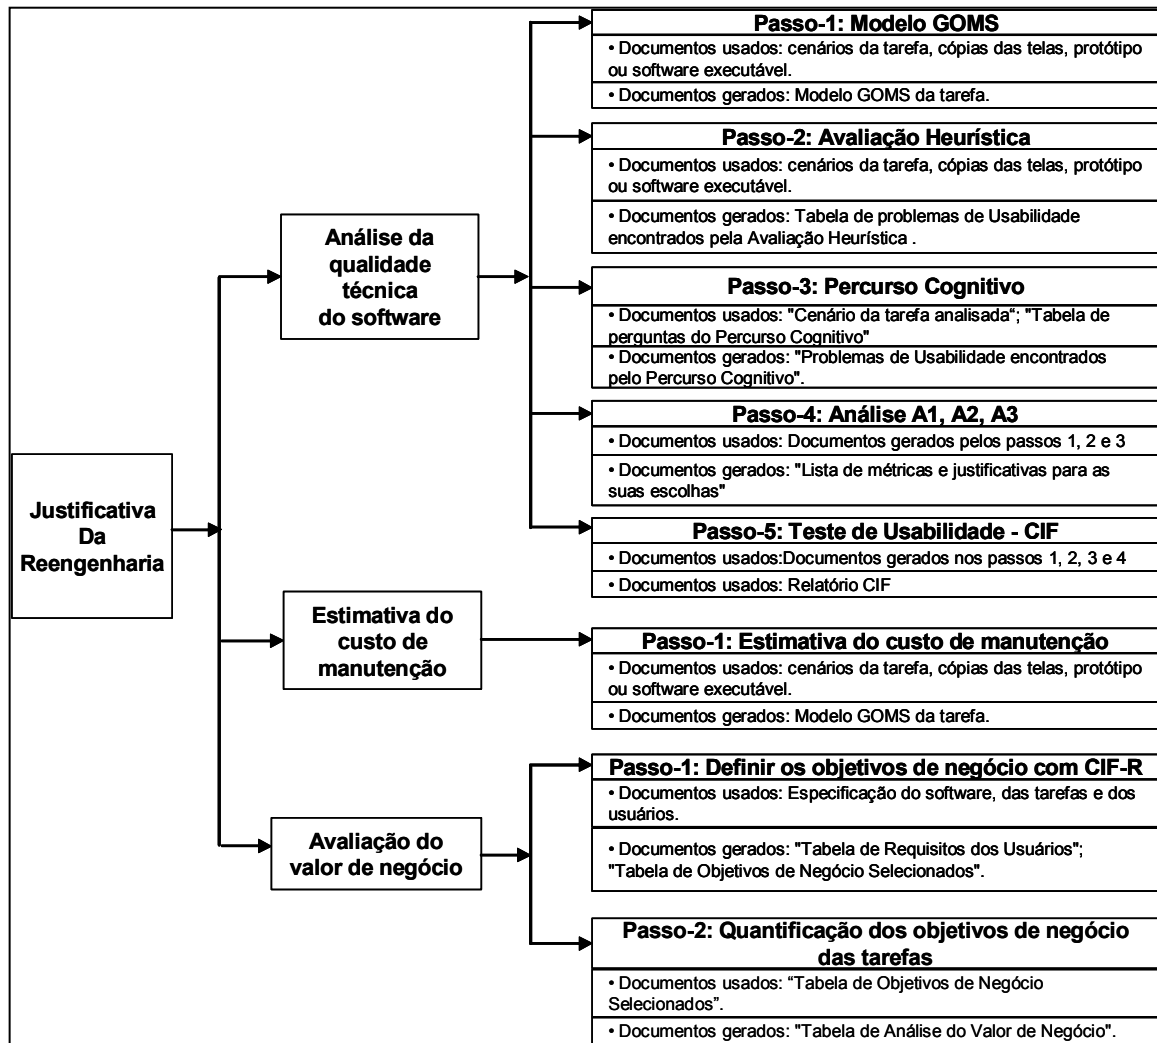 Justificativa
Da
Reengenharia
Análise da
qualidade
técnica
do software
Passo-1: Modelo GOMS
• Documentos usados: cenários da tarefa, cópias das telas, protótipo
ou software executável.
• Documentos gerados: Modelo GOMS da tarefa.
Passo-2: Avaliação Heurística
• Documentos usados: cenários da tarefa, cópias das telas, protótipo
ou software executável.
• Documentos gerados: Tabela de problemas de Usabilidade
encontrados pela Avaliação Heurística .
Passo-3: Percurso Cognitivo
• Documentos usados: "Cenário da tarefa analisada“; "Tabela de
perguntas do Percurso Cognitivo"
• Documentos gerados: "Problemas de Usabilidade encontrados
pelo Percurso Cognitivo".
Passo-4: Análise A1, A2, A3
• Documentos usados: Documentos gerados pelos passos 1, 2 e 3
• Documentos gerados: "Lista de métricas e justificativas para as
suas escolhas"
Passo-5: Teste de Usabilidade - CIF
• Documentos usados:Documentos gerados nos passos 1, 2, 3 e 4
• Documentos usados: Relatório CIF
Estimativa do
custo de
manutenção
Passo-1: Estimativa do custo de manutenção
• Documentos usados: cenários da tarefa, cópias das telas, protótipo
ou software executável.
• Documentos gerados: Modelo GOMS da tarefa.
Avaliação do
valor de negócio
Passo-1: Definir os objetivos de negócio com CIF-R
• Documentos usados: Especificação do software, das tarefas e dos
usuários.
• Documentos gerados: "Tabela de Requisitos dos Usuários";
"Tabela de Objetivos de Negócio Selecionados".
Passo-2: Quantificação dos objetivos de negócio
das tarefas
• Documentos usados: “Tabela de Objetivos de Negócio
Selecionados”.
• Documentos gerados: "Tabela de Análise do Valor de Negócio".